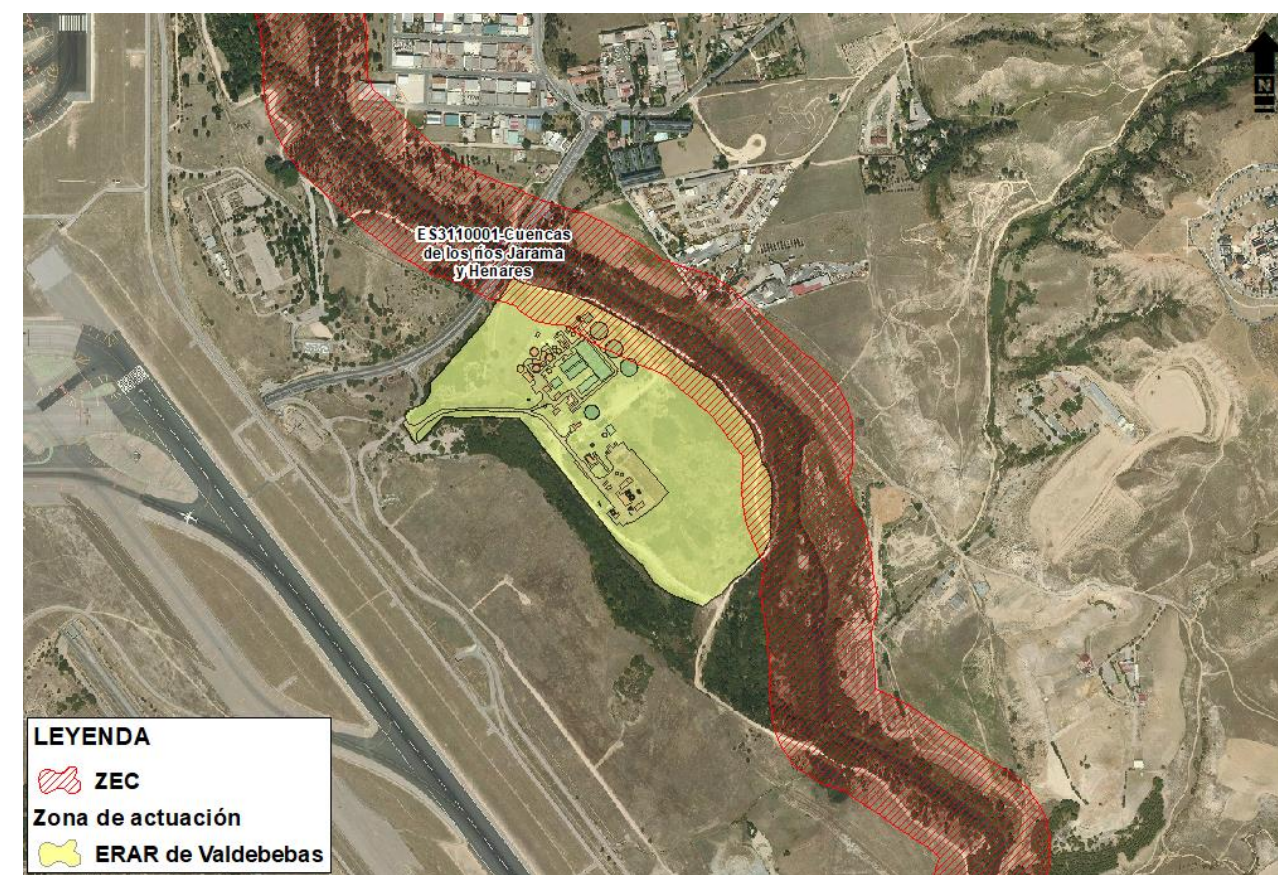 N
ES3110001-Cuencas
de los ríos Jarama
y Henares
LEYENDA
ZEC
Zona de actuación
ERAR de Valdebebas